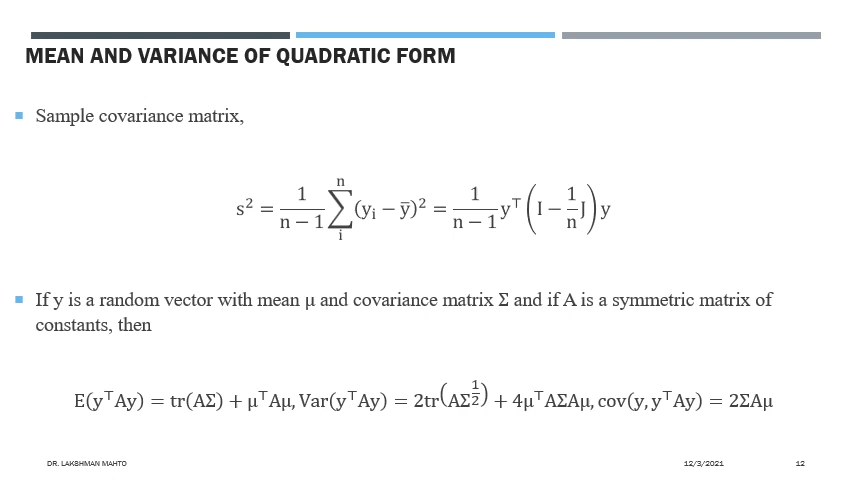 MEAN AND VARIANCE OF QUADRATIC FORM
Sample covariance matrix,
s² = 1/(n − 1) ∑ᵢⁿ (yᵢ − ȳ)² = 1/(n − 1) y⊤ (I − 1/n J) y
If y is a random vector with mean μ and covariance matrix Σ and if A is a symmetric matrix of
constants, then
E(y⊤Ay) = tr(AΣ) + μ⊤Aμ, Var(y⊤Ay) = 2tr^(AΣ^(1/2)) + 4μ⊤AΣAμ, cov(y, y⊤Ay) = 2ΣAμ
DR. LAKSHMAN MAHTO 12/3/2021 12